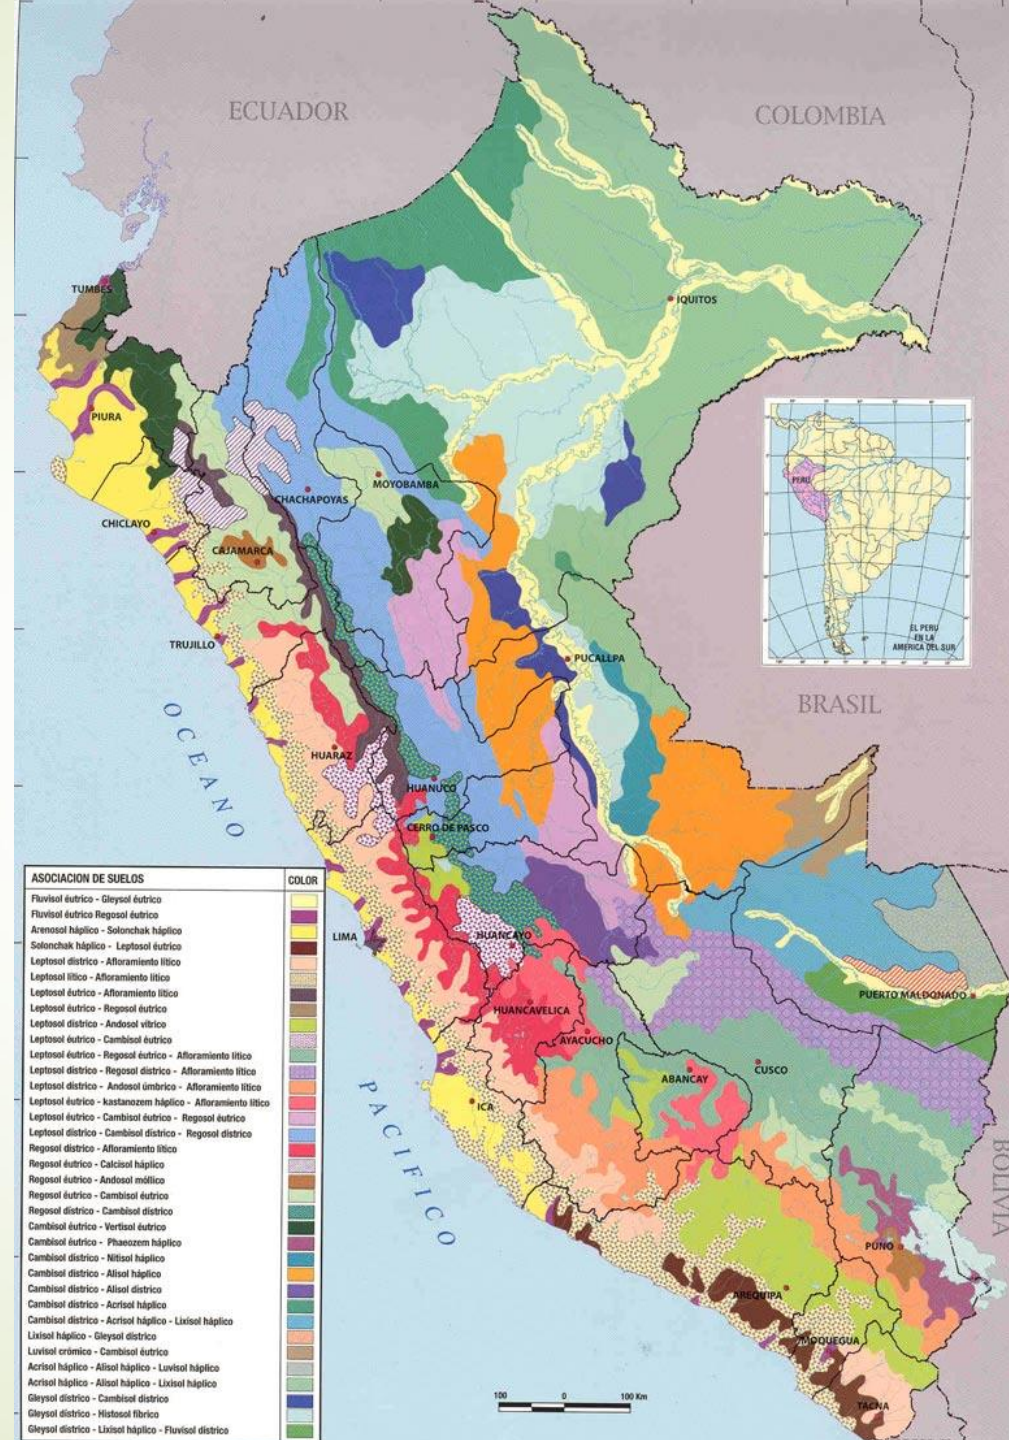 ECUADOR
COLOMBIA
TUMBES
IQUITOS
PIURA
MOYOBAMBA
CHACHAPOYAS
CHICLAYO
CAJAMARCA
PERÚ
EL PERU
EN LA
AMERICA DEL SUR
TRUJILLO
PUCALLPA
BRASIL
OCEANO
HUARAZ
HUANUCO
CERRO DE PASCO
ASOCIACION DE SUELOS COLOR
Fluvisol éutrico - Gleysol éutrico
Fluvisol éutrico Regosol éutrico
Arenosol háplico - Solonchak háplico
Solonchak háplico - Leptosol éutrico
Leptosol dístrico - Afloramiento lítico
Leptosol lítico - Afloramiento lítico
Leptosol éutrico - Afloramiento lítico
Leptosol éutrico - Regosol éutrico
Leptosol dístrico - Andosol vítrico
Leptosol éutrico - Cambisol éutrico
Leptosol éutrico - Regosol éutrico - Afloramiento lítico
Leptosol dístrico - Regosol dístrico - Afloramiento lítico
Leptosol dístrico - Andosol úmbrico - Afloramiento lítico
Leptosol éutrico - kastanozem háplico - Afloramiento lítico
Leptosol éutrico - Cambisol éutrico - Regosol éutrico
Leptosol dístrico - Cambisol dístrico - Regosol dístrico
Regosol dístrico - Afloramiento lítico
Regosol éutrico - Calcisol háplico
Regosol éutrico - Andosol móllico
Regosol éutrico - Cambisol éutrico
Regosol dístrico - Cambisol dístrico
Cambisol éutrico - Vertisol éutrico
Cambisol éutrico - Phaeozem háplico
Cambisol dístrico - Nitisol háplico
Cambisol dístrico - Alisol háplico
Cambisol dístrico - Alisol dístrico
Cambisol dístrico - Acrisol háplico
Cambisol dístrico - Acrisol háplico - Lixisol háplico
Lixisol háplico - Gleysol dístrico
Luvisol crómico - Cambisol éutrico
Acrisol háplico - Alisol háplico - Luvisol háplico
Acrisol háplico - Alisol háplico - Lixisol háplico
Gleysol dístrico - Cambisol dístrico
Gleysol dístrico - Histosol fíbrico
Gleysol dístrico - Lixisol háplico - Fluvisol dístrico
LIMA
HUANCAYO
PUERTO MALDONADO
HUANCAVELICA
AYACUCHO
CUSCO
ABANCAY
ICA
PACIFICO
BOLIVIA
PUNO
AREQUIPA
MOQUEGUA
TACNA
100 0 100 Km